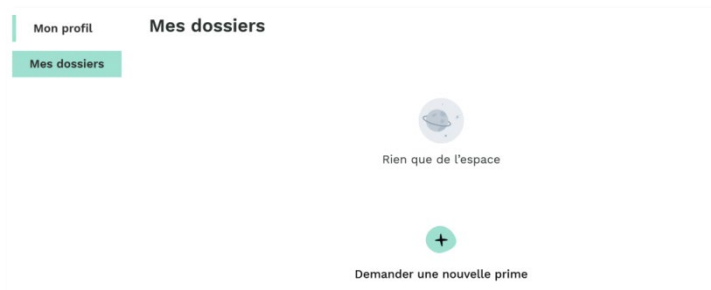 Mon profil
Mes dossiers
Mes dossiers
Rien que de l'espace
Demander une nouvelle prime